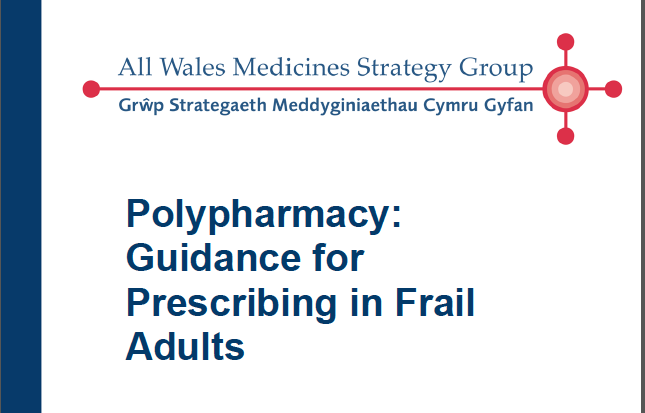 All Wales Medicines Strategy Group
Grŵp Strategaeth Meddyginiaethau Cymru Gyfan
Polypharmacy:
Guidance for
Prescribing in Frail
Adults